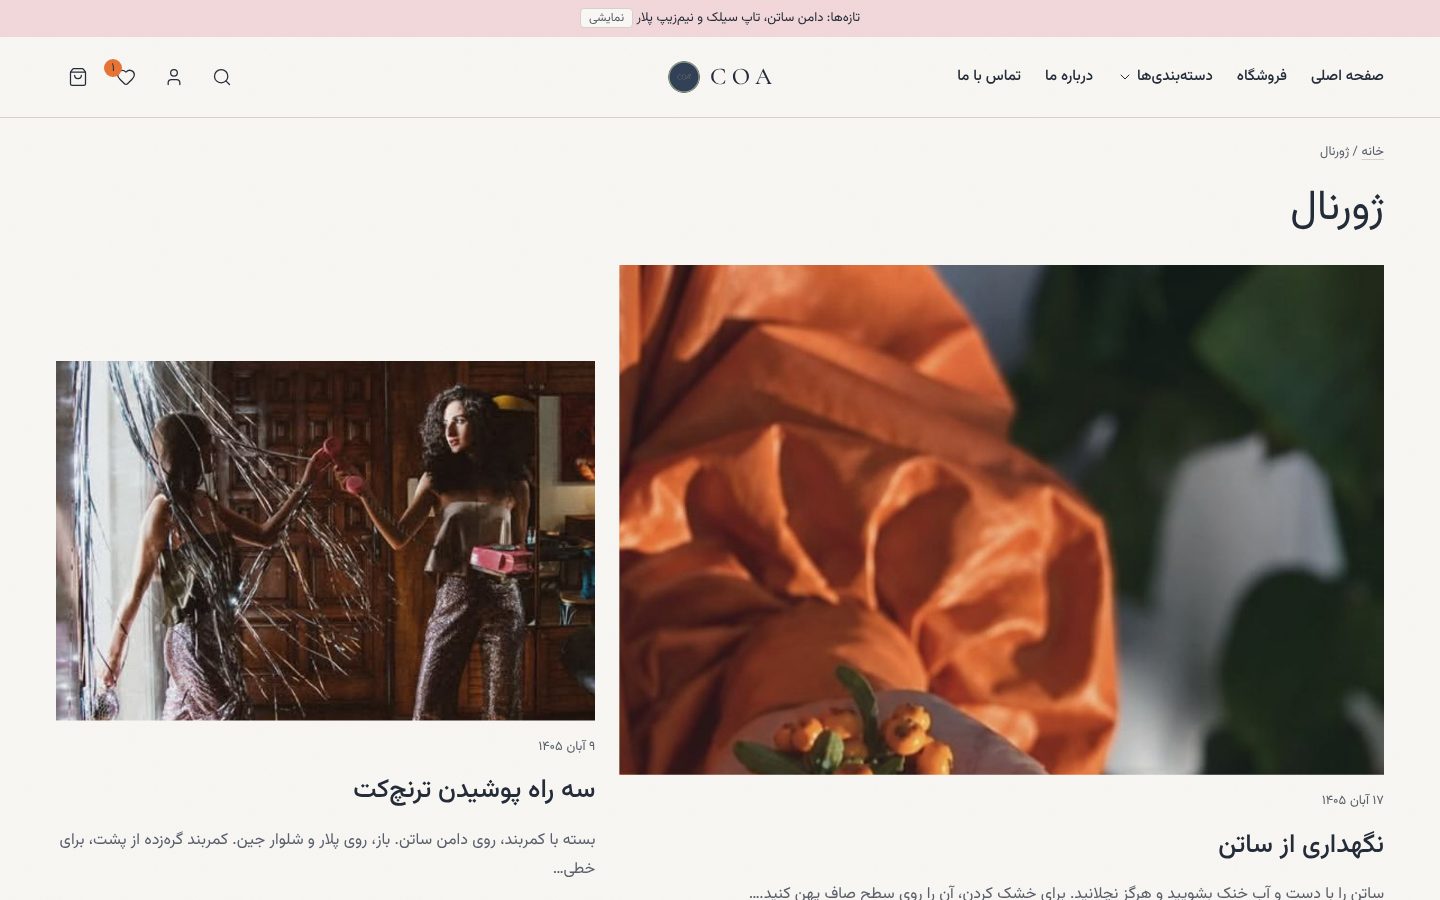 تازه‌ها: دامن ساتن، تاپ سیلک و نیم‌زیپ پلار نمایشی
صفحه اصلی
فروشگاه
دسته‌بندی‌ها
درباره ما
تماس با ما
COA
۱
خانه / ژورنال
ژورنال
۱۷ آبان ۱۴۰۵
نگهداری از ساتن
ساتن را با دست و آب خنک بشویید و هرگز نچلانید. برای خشک کردن، آن را روی سطح صاف پهن کنید.…
۹ آبان ۱۴۰۵
سه راه پوشیدن ترنچ‌کت
بسته با کمربند، روی دامن ساتن. باز، روی پلار و شلوار جین. کمربند گره‌زده از پشت، برای
خطی…